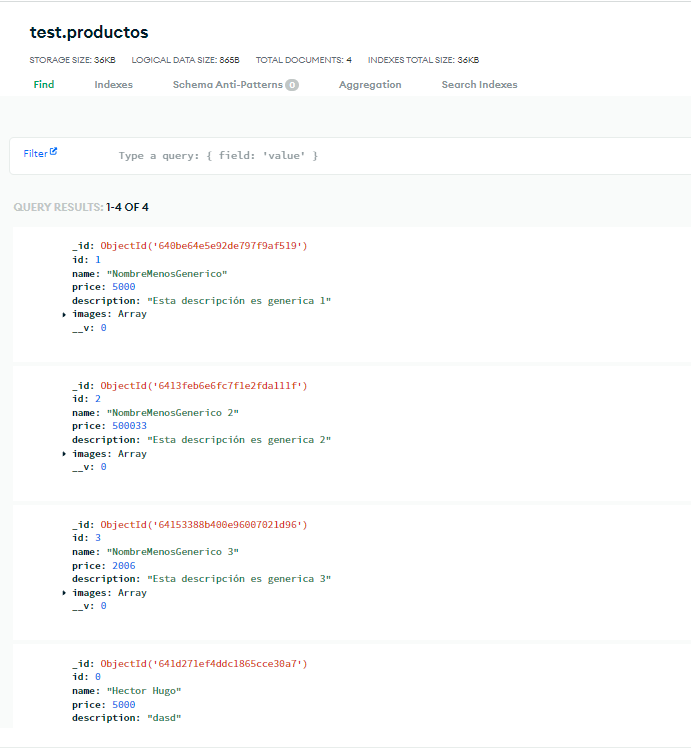 test.productos
STORAGE SIZE: 36KB LOGICAL DATA SIZE: 865B TOTAL DOCUMENTS: 4 INDEXES TOTAL SIZE: 36KB
Find Indexes Schema Anti-Patterns 0 Aggregation Search Indexes
Filter Type a query: { field: 'value' }
QUERY RESULTS: 1-4 OF 4
_id: ObjectId('640be64e5e92de797f9af519')
id: 1
name: "NombreMenosGenerico"
price: 5000
description: "Esta descripción es generica 1"
images: Array
__v: 0
_id: ObjectId('6413feb6e6fc7f1e2fda111f')
id: 2
name: "NombreMenosGenerico 2"
price: 500033
description: "Esta descripción es generica 2"
images: Array
__v: 0
_id: ObjectId('64153388b400e96007021d96')
id: 3
name: "NombreMenosGenerico 3"
price: 2006
description: "Esta descripción es generica 3"
images: Array
__v: 0
_id: ObjectId('641d271ef4ddc1865cce30a7')
id: 0
name: "Hector Hugo"
price: 5000
description: "dasd"